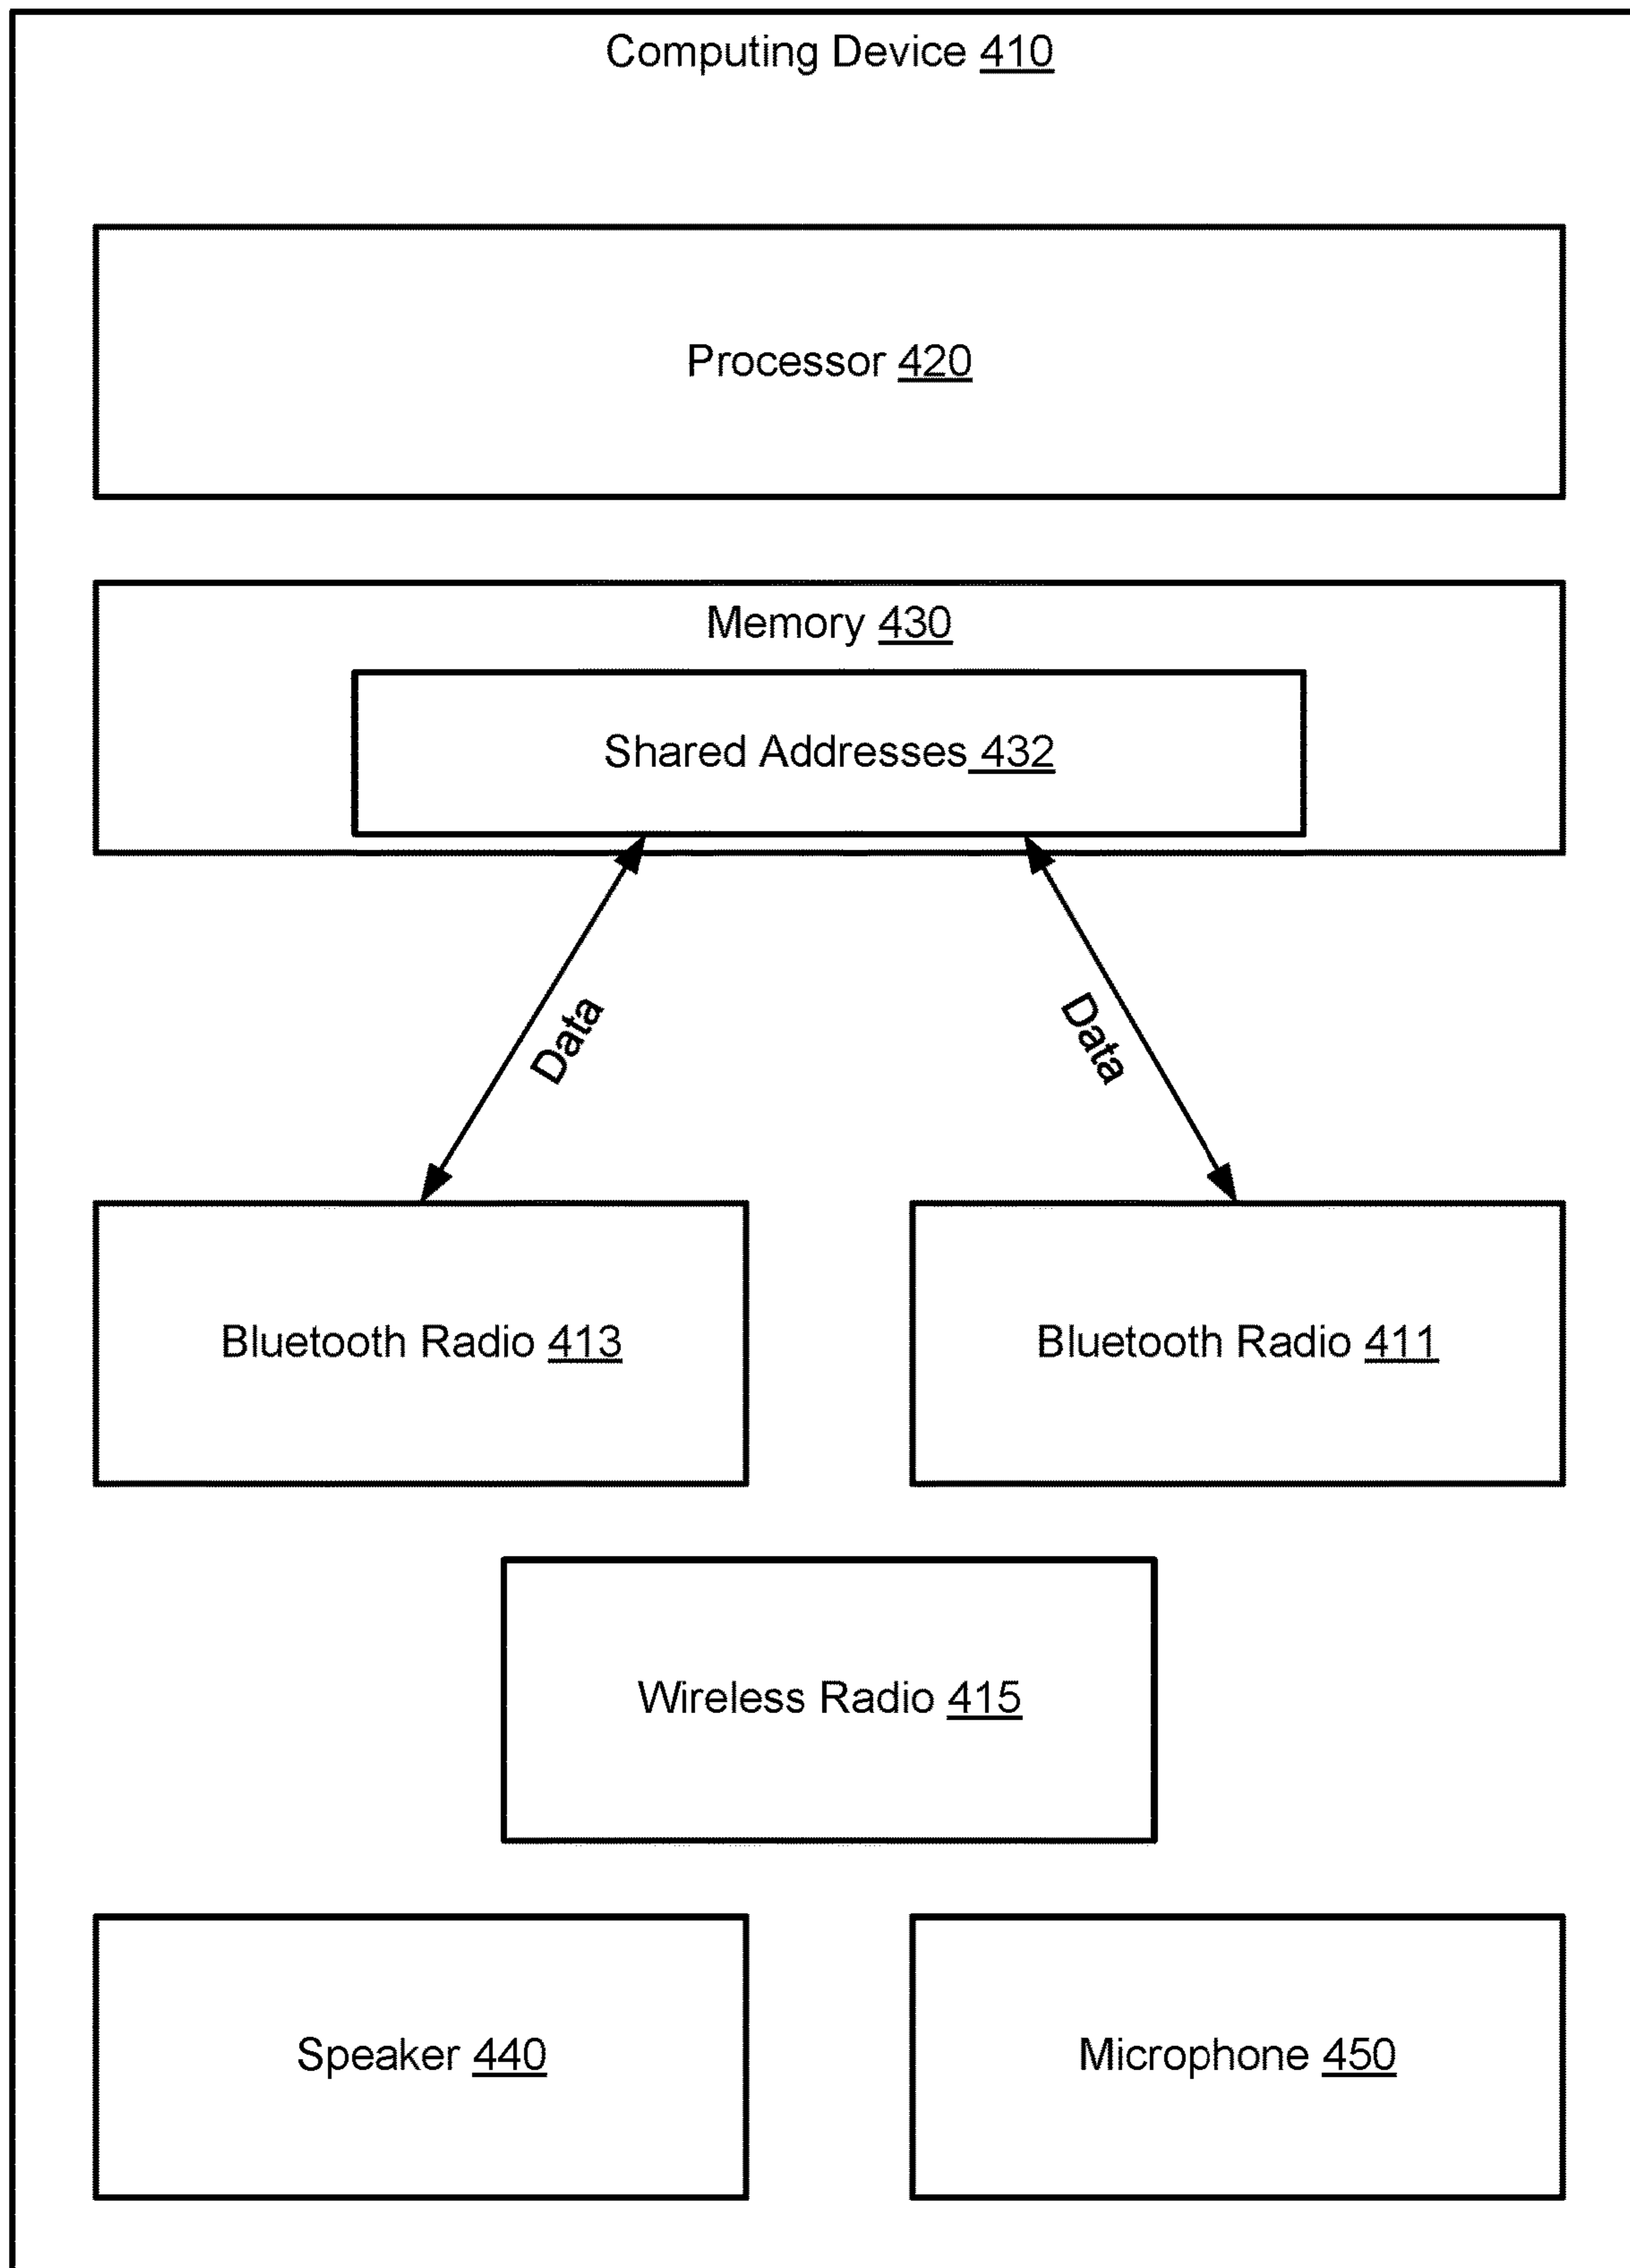 Computing Device 410
Processor 420
Memory 430
Shared Addresses 432
Data
Data
Bluetooth Radio 413
Bluetooth Radio 411
Wireless Radio 415
Speaker 440
Microphone 450